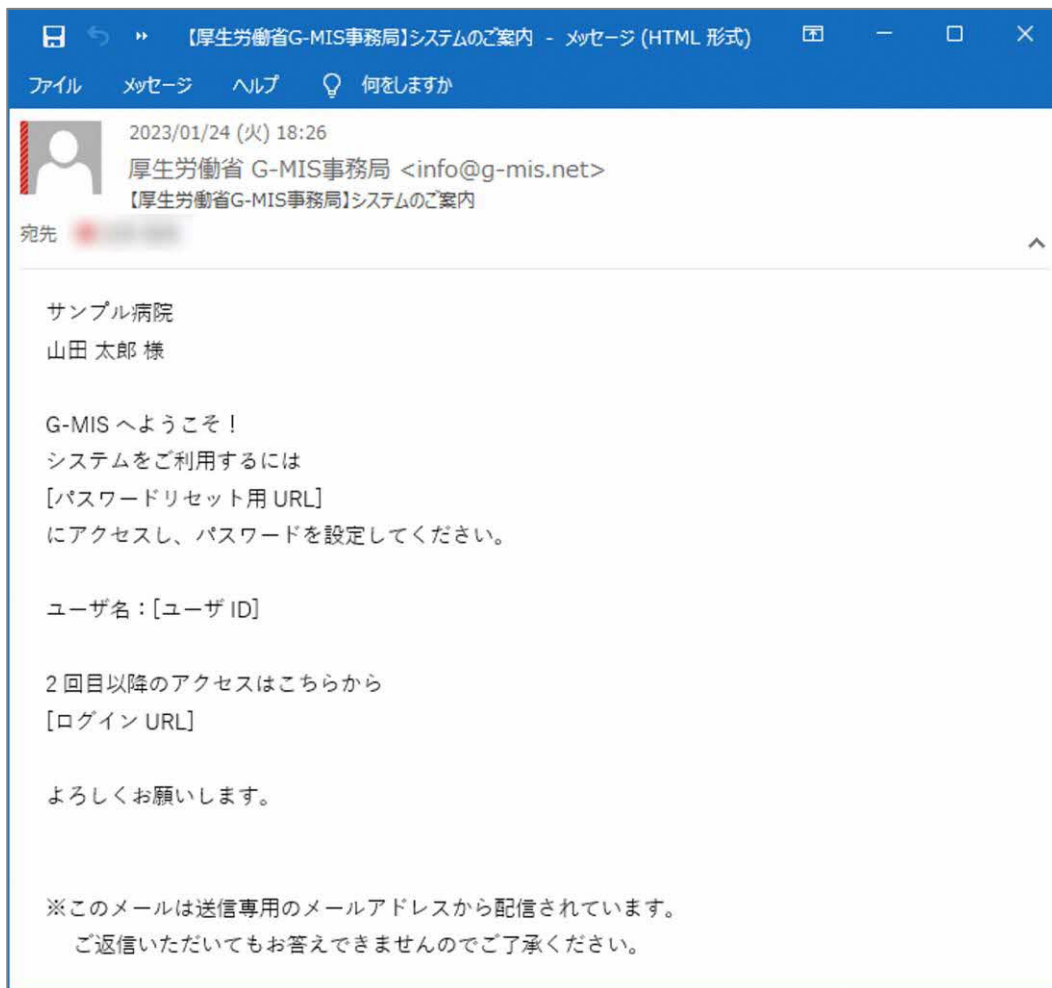 【厚生労働省G-MIS事務局】システムのご案内 - メッセージ (HTML 形式)
ファイル メッセージ ヘルプ 何をしますか
2023/01/24 (火) 18:26
厚生労働省 G-MIS事務局 <info@g-mis.net>
【厚生労働省G-MIS事務局】システムのご案内
宛先
サンプル病院
山田 太郎 様
G-MIS へようこそ！
システムをご利用するには
[パスワードリセット用 URL]
にアクセスし、パスワードを設定してください。
ユーザ名：[ユーザ ID]
2 回目以降のアクセスはこちらから
[ログイン URL]
よろしくお願いします。
※このメールは送信専用のメールアドレスから配信されています。
ご返信いただいてもお答えできませんのでご了承ください。